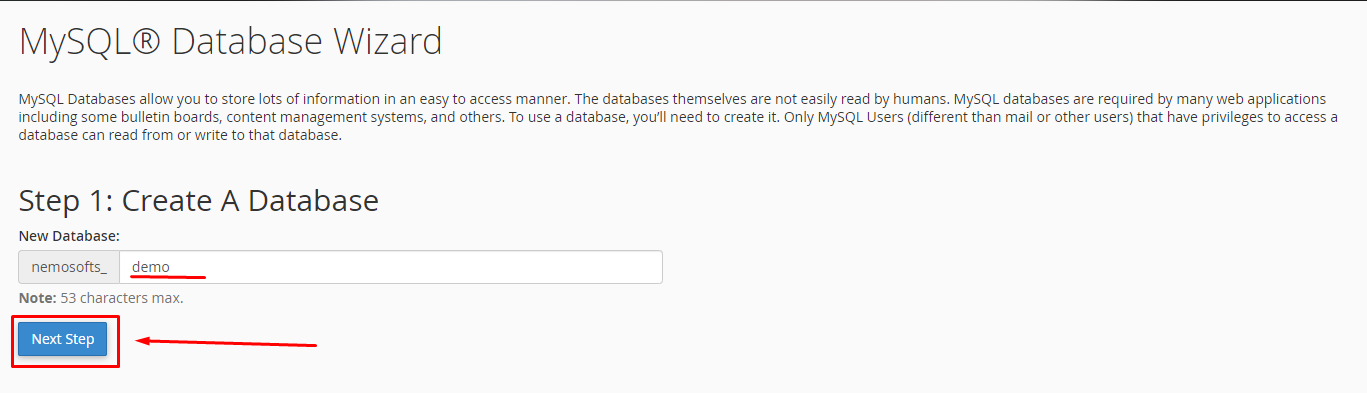 MySQL® Database Wizard
MySQL Databases allow you to store lots of information in an easy to access manner. The databases themselves are not easily read by humans. MySQL databases are required by many web applications
including some bulletin boards, content management systems, and others. To use a database, you’ll need to create it. Only MySQL Users (different than mail or other users) that have privileges to access a
database can read from or write to that database.
Step 1: Create A Database
New Database:
nemosofts_ demo
Note: 53 characters max.
Next Step